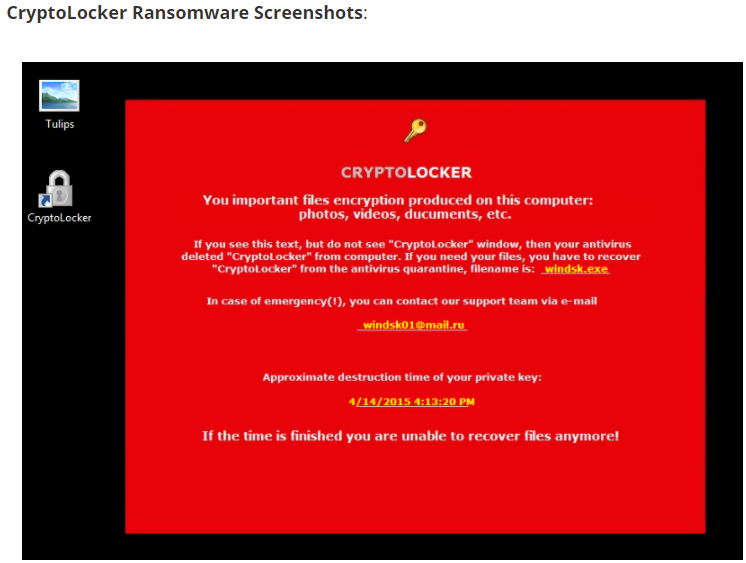 CryptoLocker Ransomware Screenshots:
Tulips
CryptoLocker
CRYPTOLOCKER
You important files encryption produced on this computer:
photos, videos, ducuments, etc.
If you see this text, but do not see "CryptoLocker" window, then your antivirus
deleted "CryptoLocker" from computer. If you need your files, you have to recover
"CryptoLocker" from the antivirus quarantine, filename is: windsk.exe
In case of emergency(!), you can contact our support team via e-mail
windsk01@mail.ru
Approximate destruction time of your private key:
4/14/2015 4:13:20 PM
If the time is finished you are unable to recover files anymore!